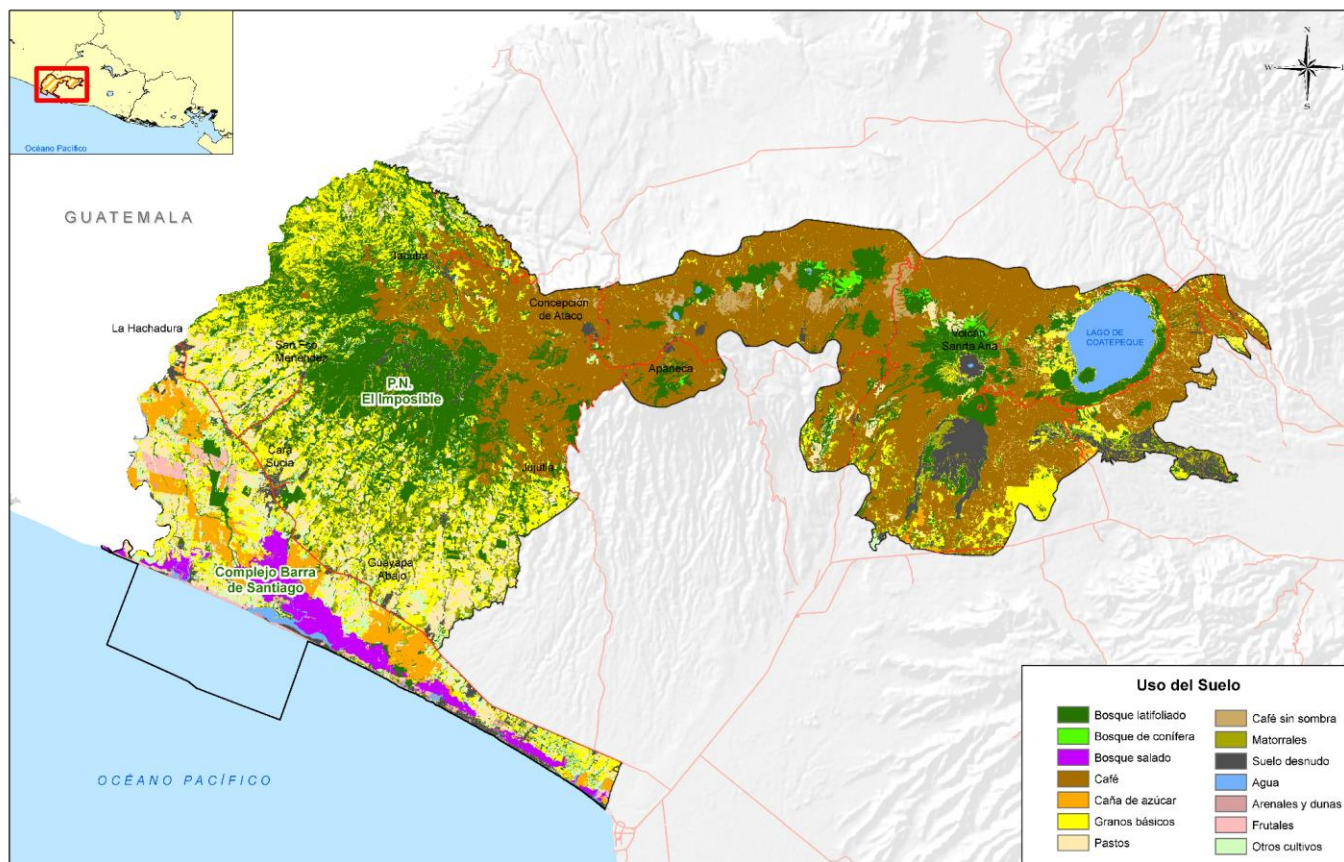 Océano Pacífico
N
W
S
GUATEMALA
Tacuba
La Hachadura
San Fso
Menéndez
Concepción
de Ataco
Apaneca
Volcán
Sanrta Ana
LAGO DE
COATEPEQUE
P.N.
El Imposible
Cara
Sucia
Jujutla
Complejo Barra
de Santiago
Guayapa
Abajo
OCÉANO PACÍFICO
Uso del Suelo
Bosque latifoliado
Bosque de conífera
Bosque salado
Café
Caña de azúcar
Granos básicos
Pastos
Café sin sombra
Matorrales
Suelo desnudo
Agua
Arenales y dunas
Frutales
Otros cultivos